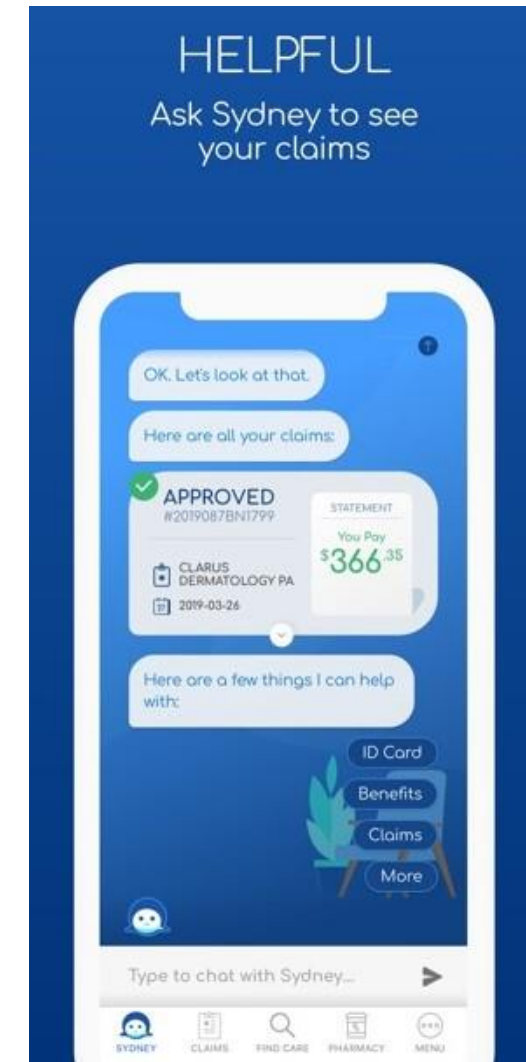 HELPFUL
Ask Sydney to see
your claims
OK. Let's look at that.
Here are all your claims:
APPROVED
#2019087BN1799
CLARUS
DERMATOLOGY PA
2019-03-26
STATEMENT
You Pay
$366.35
Here are a few things I can help
with:
ID Card
Benefits
Claims
More
Type to chat with Sydney...
SYDNEY
CLAIMS
FIND CARE
PHARMACY
MENU